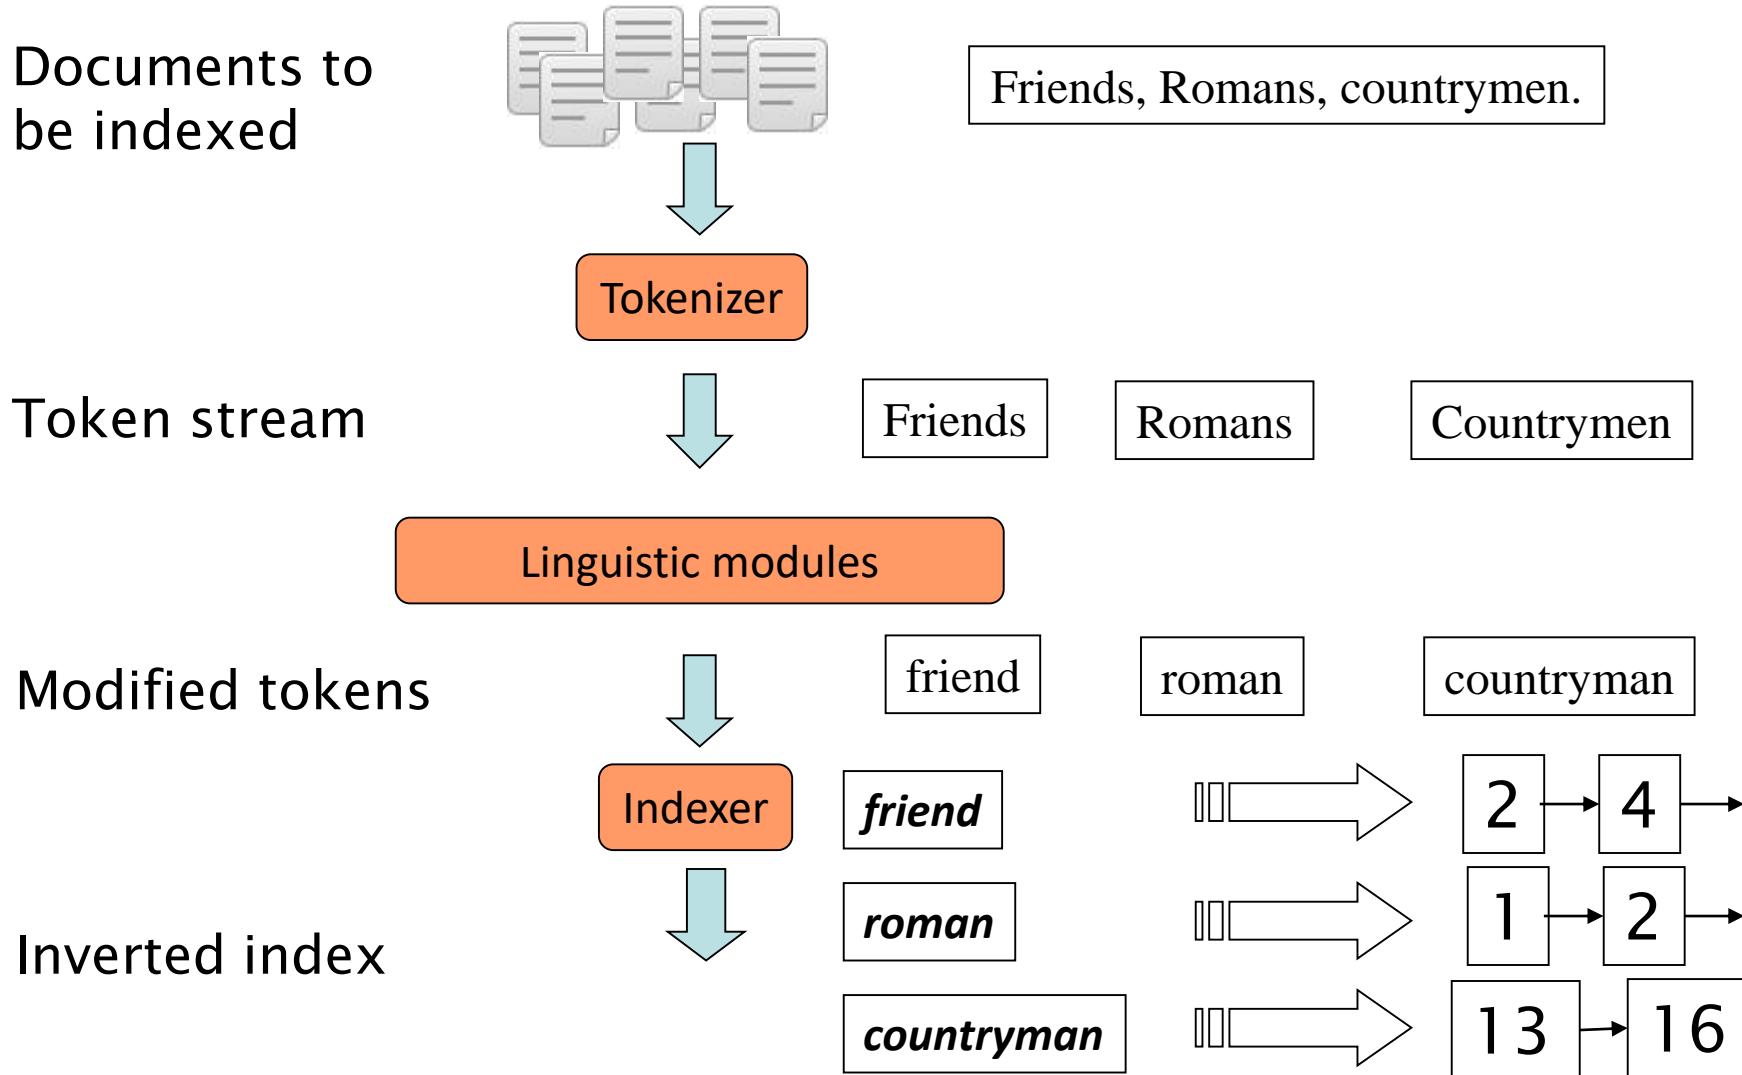 Documents to
be indexed
Friends, Romans, countrymen.
Tokenizer
Token stream
Friends
Romans
Countrymen
Linguistic modules
Modified tokens
friend
roman
countryman
Indexer
friend
2
4
roman
1
2
Inverted index
countryman
13
16